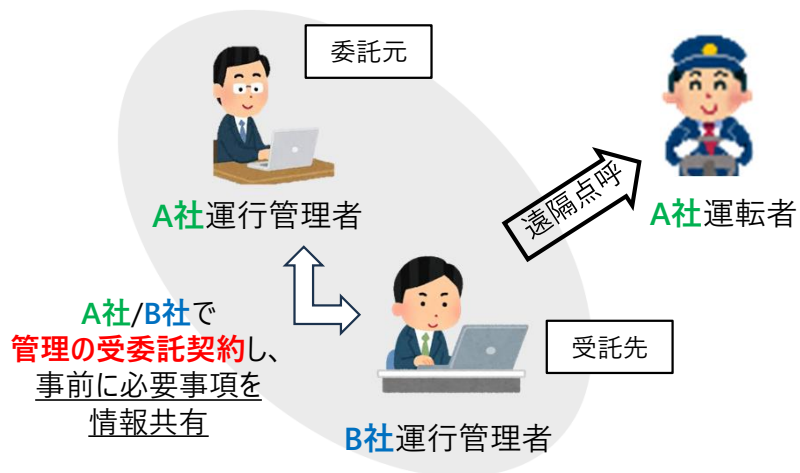 委託元
A社運行管理者
遠隔点呼
A社運転者
A社/B社で
管理の受委託契約し、
事前に必要事項を
情報共有
受託先
B社運行管理者